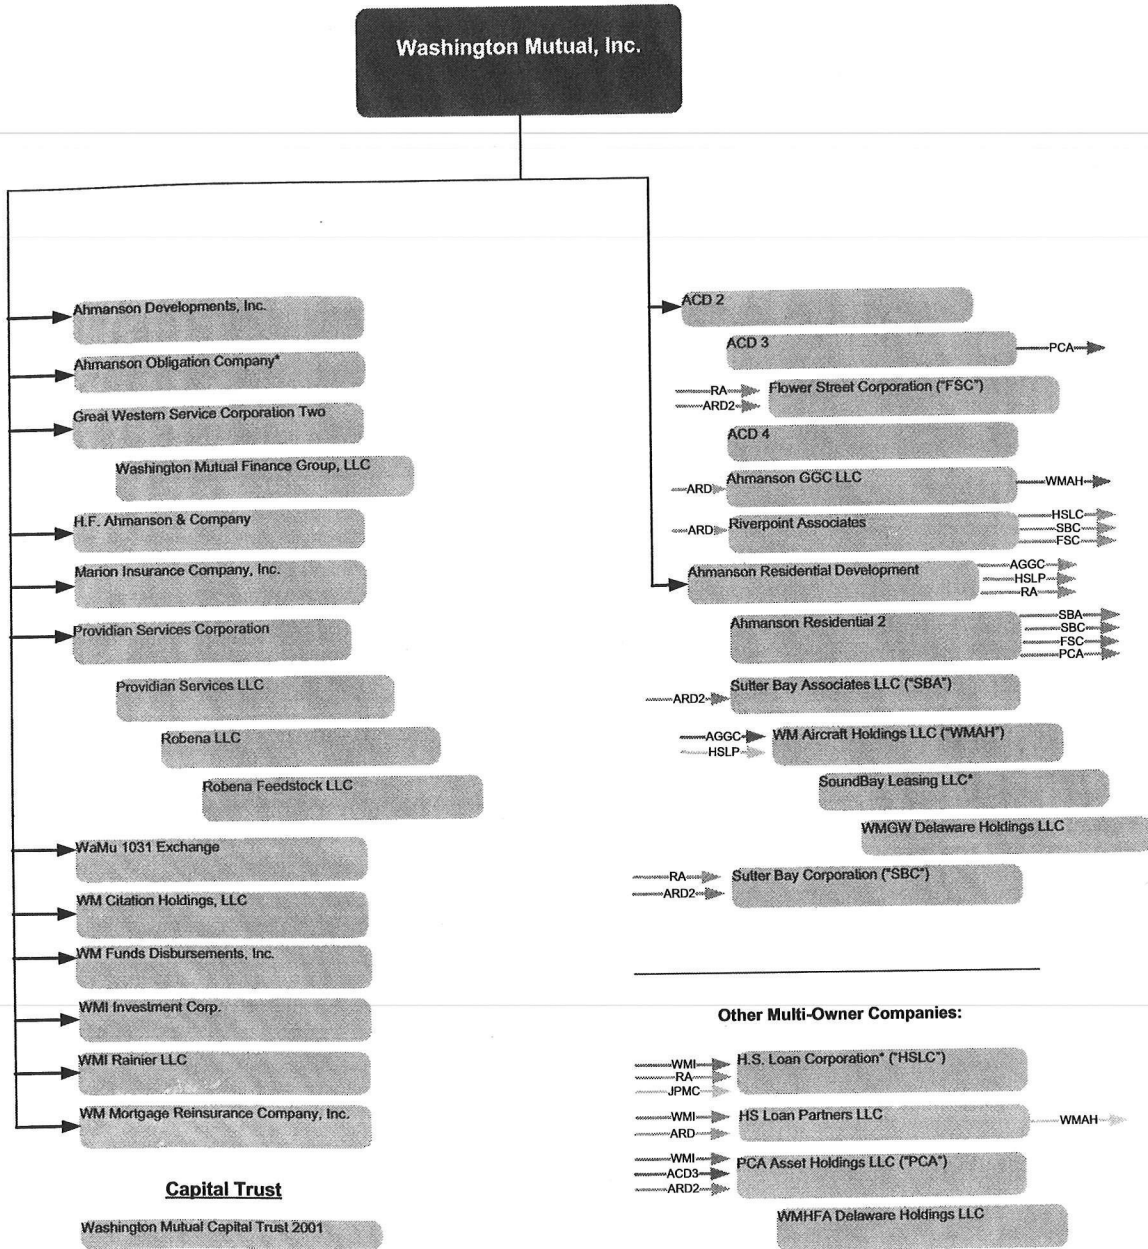 Washington Mutual, Inc.
Ahmanson Developments, Inc.
Ahmanson Obligation Company*
Great Western Service Corporation Two
Washington Mutual Finance Group, LLC
H.F. Ahmanson & Company
Marion Insurance Company, Inc.
Providian Services Corporation
Providian Services LLC
Robena LLC
Robena Feedstock LLC
WaMu 1031 Exchange
WM Citation Holdings, LLC
WM Funds Disbursements, Inc.
WMI Investment Corp.
WMI Rainier LLC
WM Mortgage Reinsurance Company, Inc.
Capital Trust
Washington Mutual Capital Trust 2001
ACD 2
ACD 3
PCA
RA
ARD2
Flower Street Corporation ("FSC")
ACD 4
ARD
Ahmanson GGC LLC
WMAH
ARD
Riverpoint Associates
HSLC
SBC
FSC
Ahmanson Residential Development
AGGC
HSLP
RA
Ahmanson Residential 2
SBA
SBC
FSC
PCA
ARD2
Sutter Bay Associates LLC ("SBA")
AGGC
HSLP
WM Aircraft Holdings LLC ("WMAH")
SoundBay Leasing LLC*
WMGW Delaware Holdings LLC
RA
ARD2
Sutter Bay Corporation ("SBC")
Other Multi-Owner Companies:
WMI
RA
JPMC
H.S. Loan Corporation* ("HSLC")
WMI
ARD
HS Loan Partners LLC
WMAH
WMI
ACD3
ARD2
PCA Asset Holdings LLC ("PCA")
WMHFA Delaware Holdings LLC